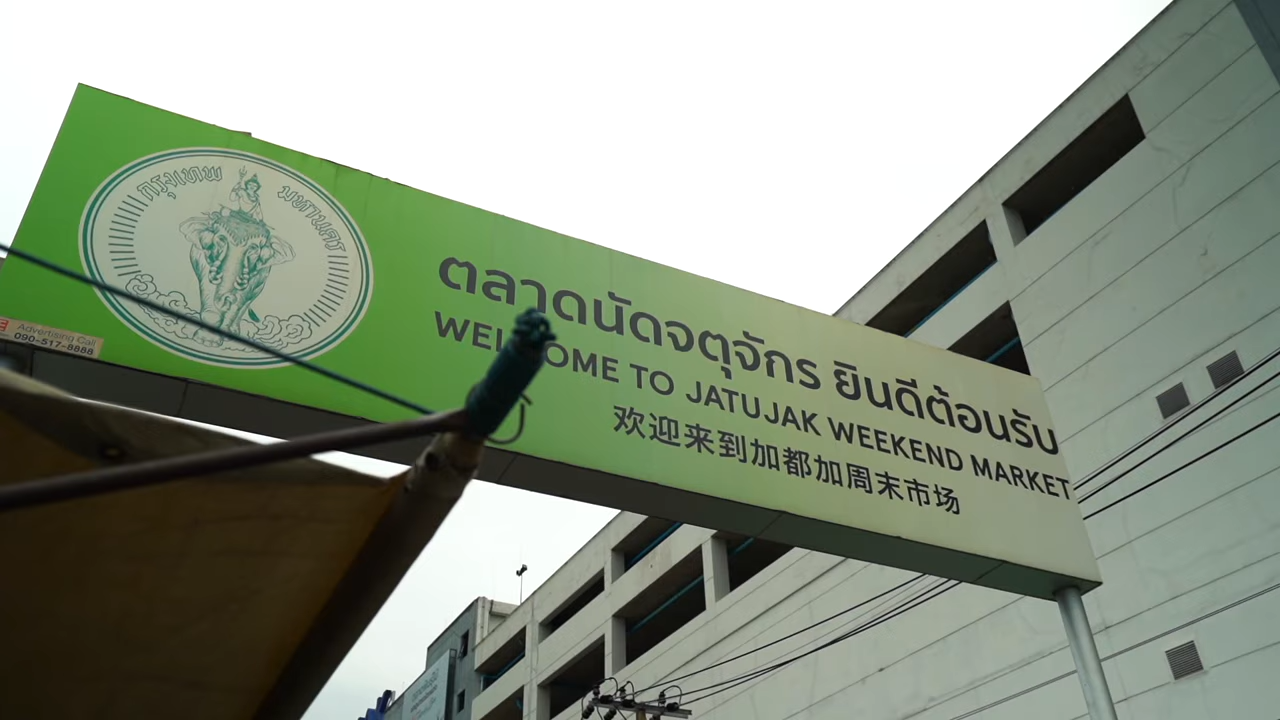 กรุงเทพมหานคร
ตลาดนัดจตุจักร ยินดีต้อนรับ
WELCOME TO JATUJAK WEEKEND MARKET
欢迎来到加都加周末市场
Advertising Call
090-517-8888